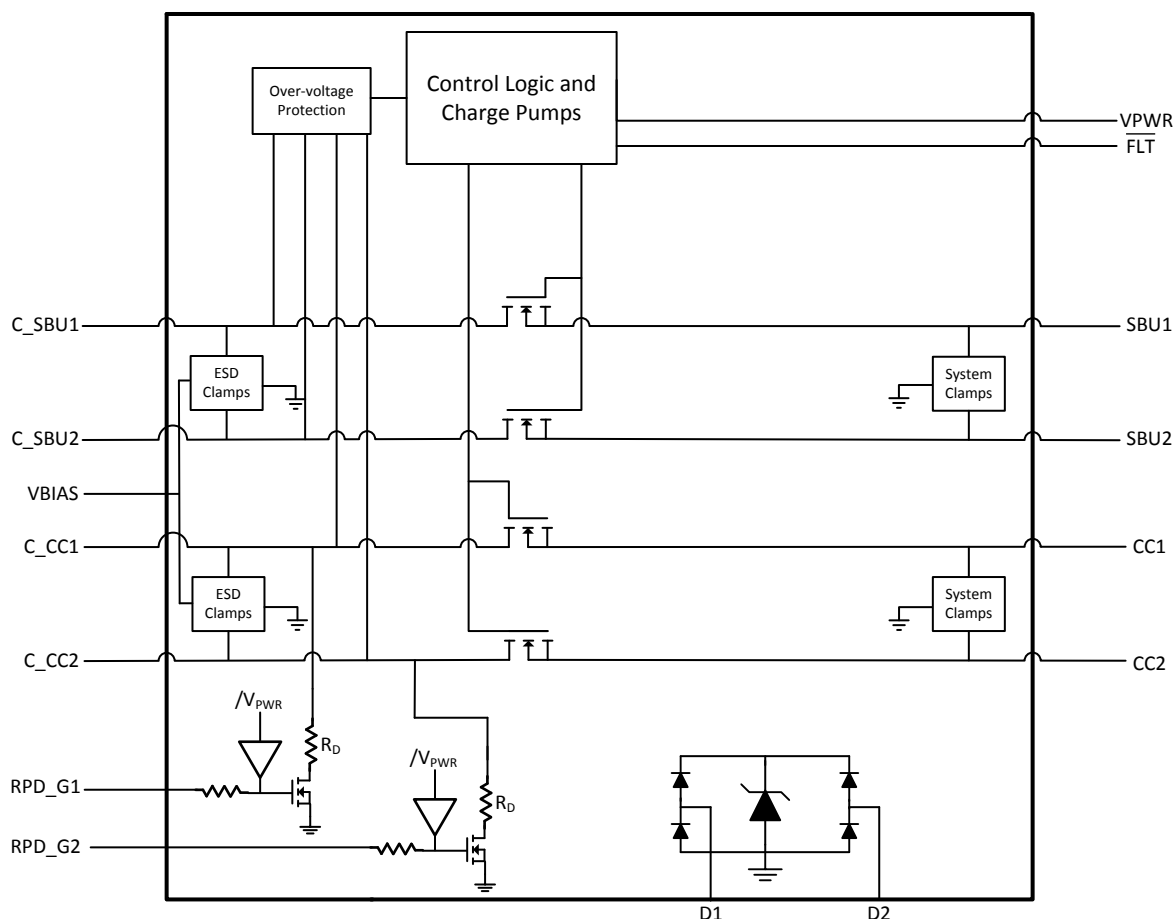 Control Logic and
Charge Pumps
Over-voltage
Protection
VPWR
FLT
C_SBU1
SBU1
ESD
Clamps
System
Clamps
C_SBU2
SBU2
VBIAS
C_CC1
CC1
ESD
Clamps
System
Clamps
C_CC2
CC2
/VPWR
RD
/VPWR
RPD_G1
RD
RPD_G2
D1
D2